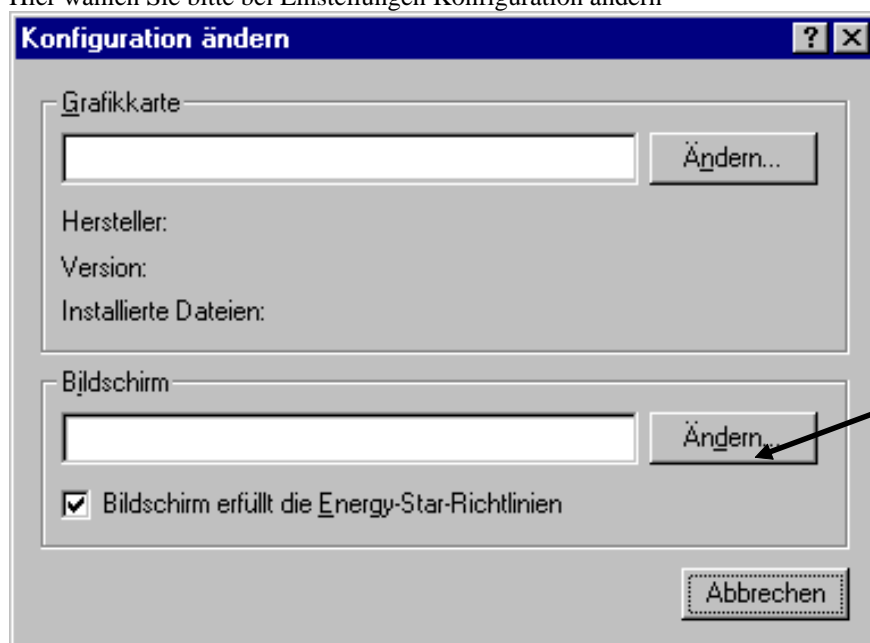 Hier wählen Sie bitte bei Einstellungen Konfiguration ändern
Konfiguration ändern
Grafikkarte
Ändern...
Hersteller:
Version:
Installierte Dateien:
Bildschirm
Ändern...
Bildschirm erfüllt die Energy-Star-Richtlinien
Abbrechen